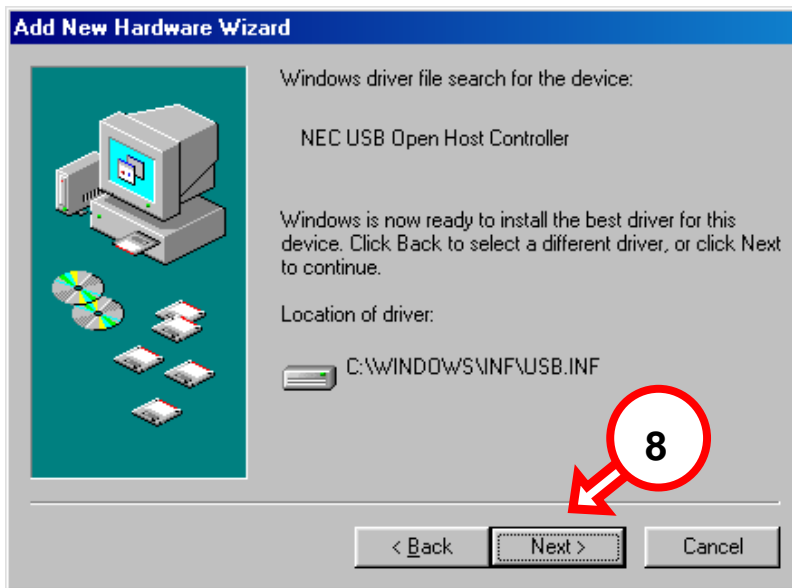 Add New Hardware Wizard
Windows driver file search for the device:
NEC USB Open Host Controller
Windows is now ready to install the best driver for this
device. Click Back to select a different driver, or click Next
to continue.
Location of driver:
C:\WINDOWS\INF\USB.INF
8
< Back
Next >
Cancel